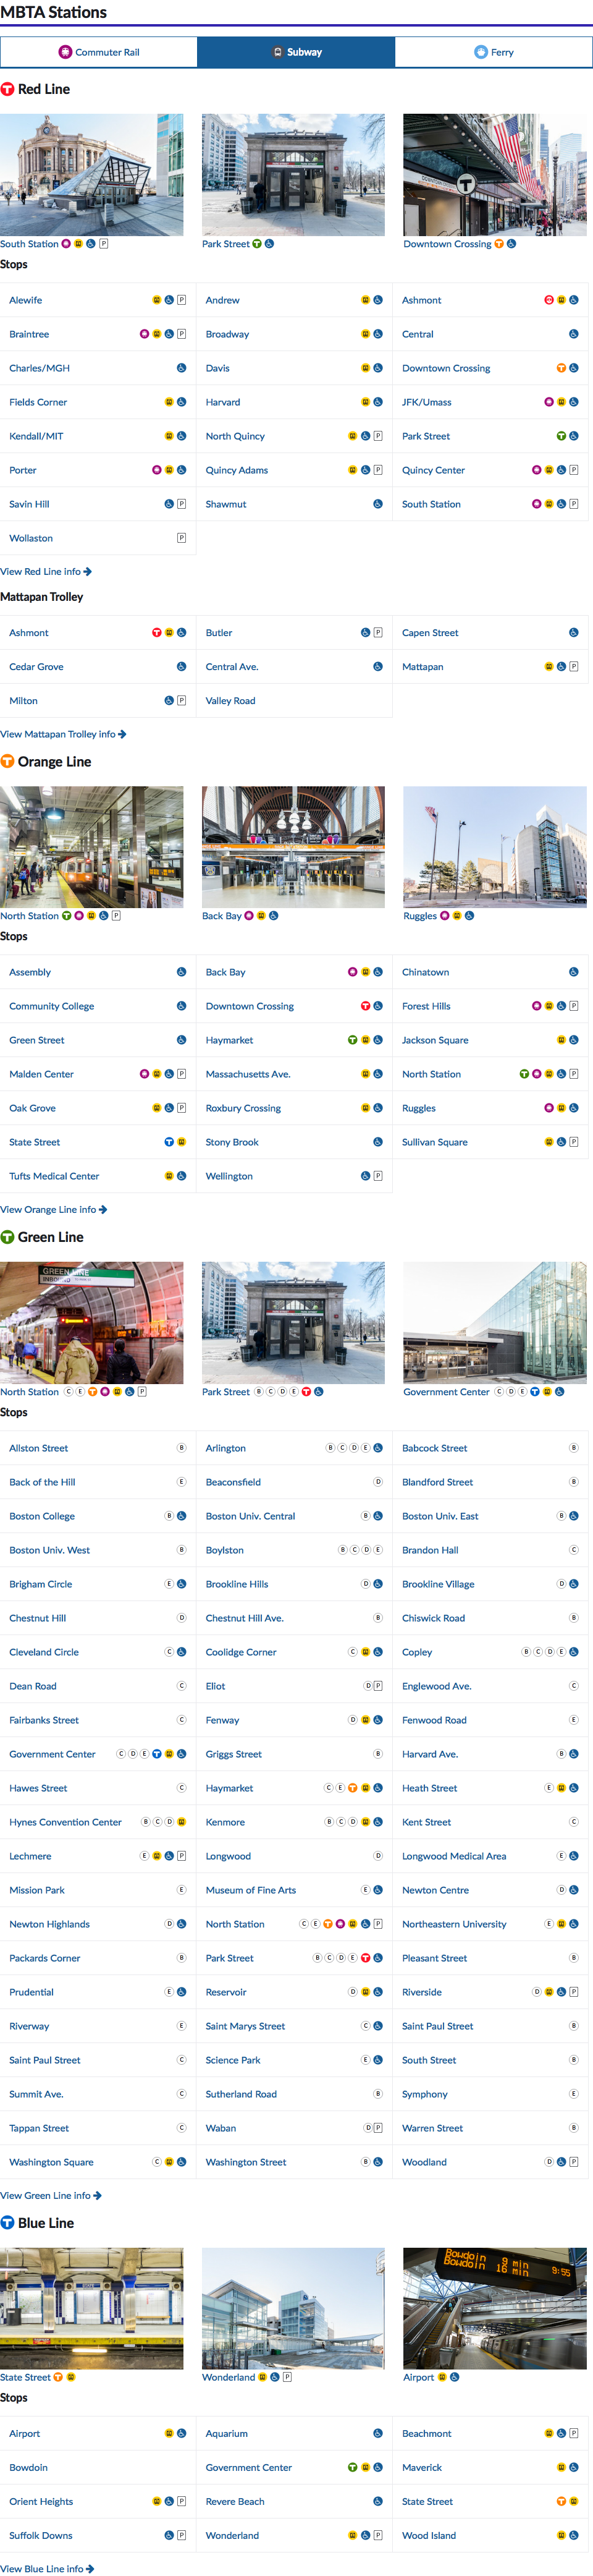 MBTA Stations
Commuter Rail Subway Ferry
T Red Line
South Station P Park Street T Downtown Crossing T
Stops
Alewife P Andrew Ashmont
Braintree P Broadway Central
Charles/MGH Davis Downtown Crossing T
Fields Corner Harvard JFK/Umass
Kendall/MIT North Quincy P Park Street T
Porter Quincy Adams P Quincy Center P
Savin Hill P Shawmut South Station P
Wollaston P
View Red Line info
Mattapan Trolley
Ashmont T Butler P Capen Street
Cedar Grove Central Ave. Mattapan P
Milton P Valley Road
View Mattapan Trolley info
T Orange Line
North Station T P Back Bay Ruggles
Stops
Assembly Back Bay Chinatown
Community College Downtown Crossing T Forest Hills P
Green Street Haymarket T Jackson Square
Malden Center P Massachusetts Ave. North Station T P
Oak Grove P Roxbury Crossing Ruggles
State Street T Stony Brook Sullivan Square P
Tufts Medical Center Wellington P
View Orange Line info
T Green Line
GREEN LINE
INBOUND
North Station C E T P Park Street B C D E T Government Center C D E T
Stops
Allston Street B Arlington B C D E Babcock Street B
Back of the Hill E Beaconsfield D Blandford Street B
Boston College B Boston Univ. Central B Boston Univ. East B
Boston Univ. West B Boylston B C D E Brandon Hall C
Brigham Circle E Brookline Hills D Brookline Village D
Chestnut Hill D Chestnut Hill Ave. B Chiswick Road B
Cleveland Circle C Coolidge Corner C Copley B C D E
Dean Road C Eliot D P Englewood Ave. C
Fairbanks Street C Fenway D Fenwood Road E
Government Center C D E T Griggs Street B Harvard Ave. B
Hawes Street C Haymarket C E T Heath Street E
Hynes Convention Center B C D Kenmore B C D Kent Street C
Lechmere E P Longwood D Longwood Medical Area E
Mission Park E Museum of Fine Arts E Newton Centre D
Newton Highlands D North Station C E T P Northeastern University E
Packards Corner B Park Street B C D E T Pleasant Street B
Prudential E Reservoir D Riverside D P
Riverway E Saint Marys Street C Saint Paul Street B
Saint Paul Street C Science Park E South Street B
Summit Ave. C Sutherland Road B Symphony E
Tappan Street C Waban D P Warren Street B
Washington Square C Washington Street B Woodland D P
View Green Line info
T Blue Line
Bowdoin 9 min
Bowdoin 16 min 9:55
State Street T Wonderland P Airport
Stops
Airport Aquarium Beachmont P
Bowdoin Government Center T Maverick
Orient Heights P Revere Beach State Street T
Suffolk Downs P Wonderland P Wood Island
View Blue Line info